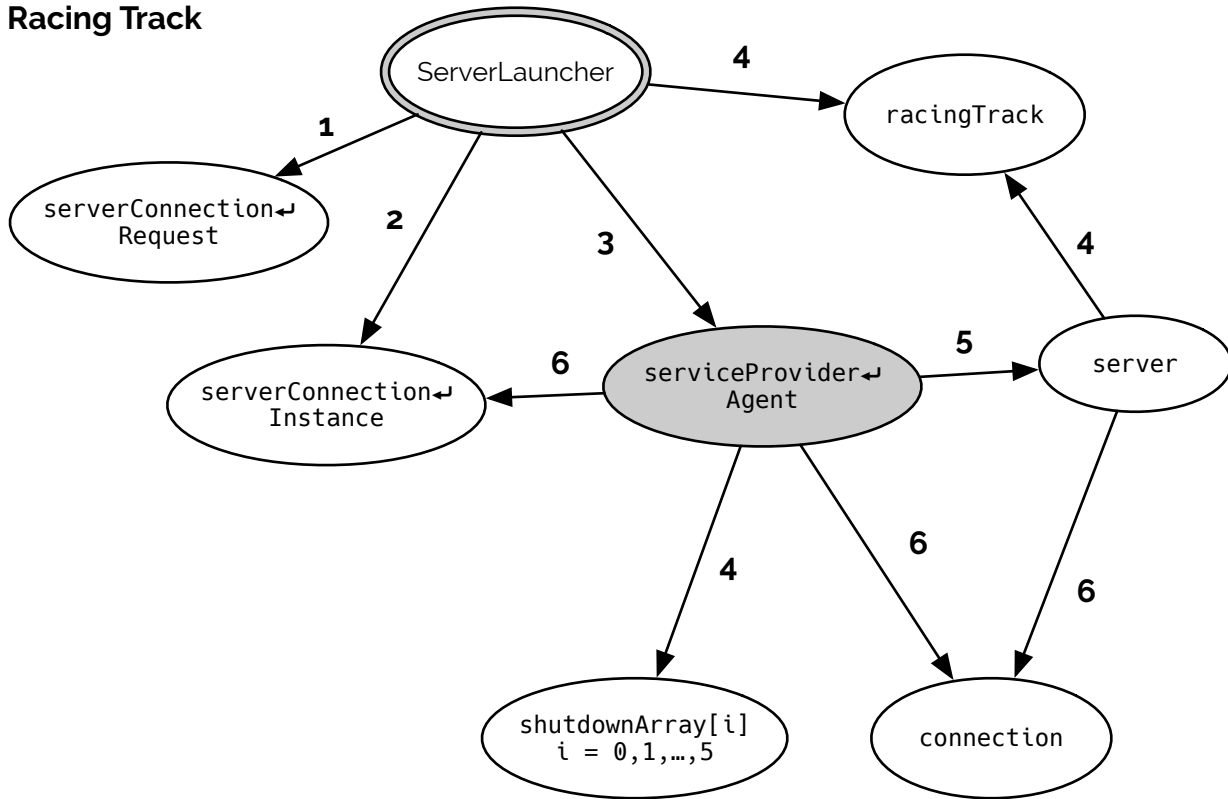 Racing Track
ServerLauncher
4
racingTrack
1
serverConnection↵
Request
2
3
4
serverConnection↵
Instance
6
serviceProvider↵
Agent
5
server
4
6
6
shutdownArray[i]
i = 0,1,…,5
connection